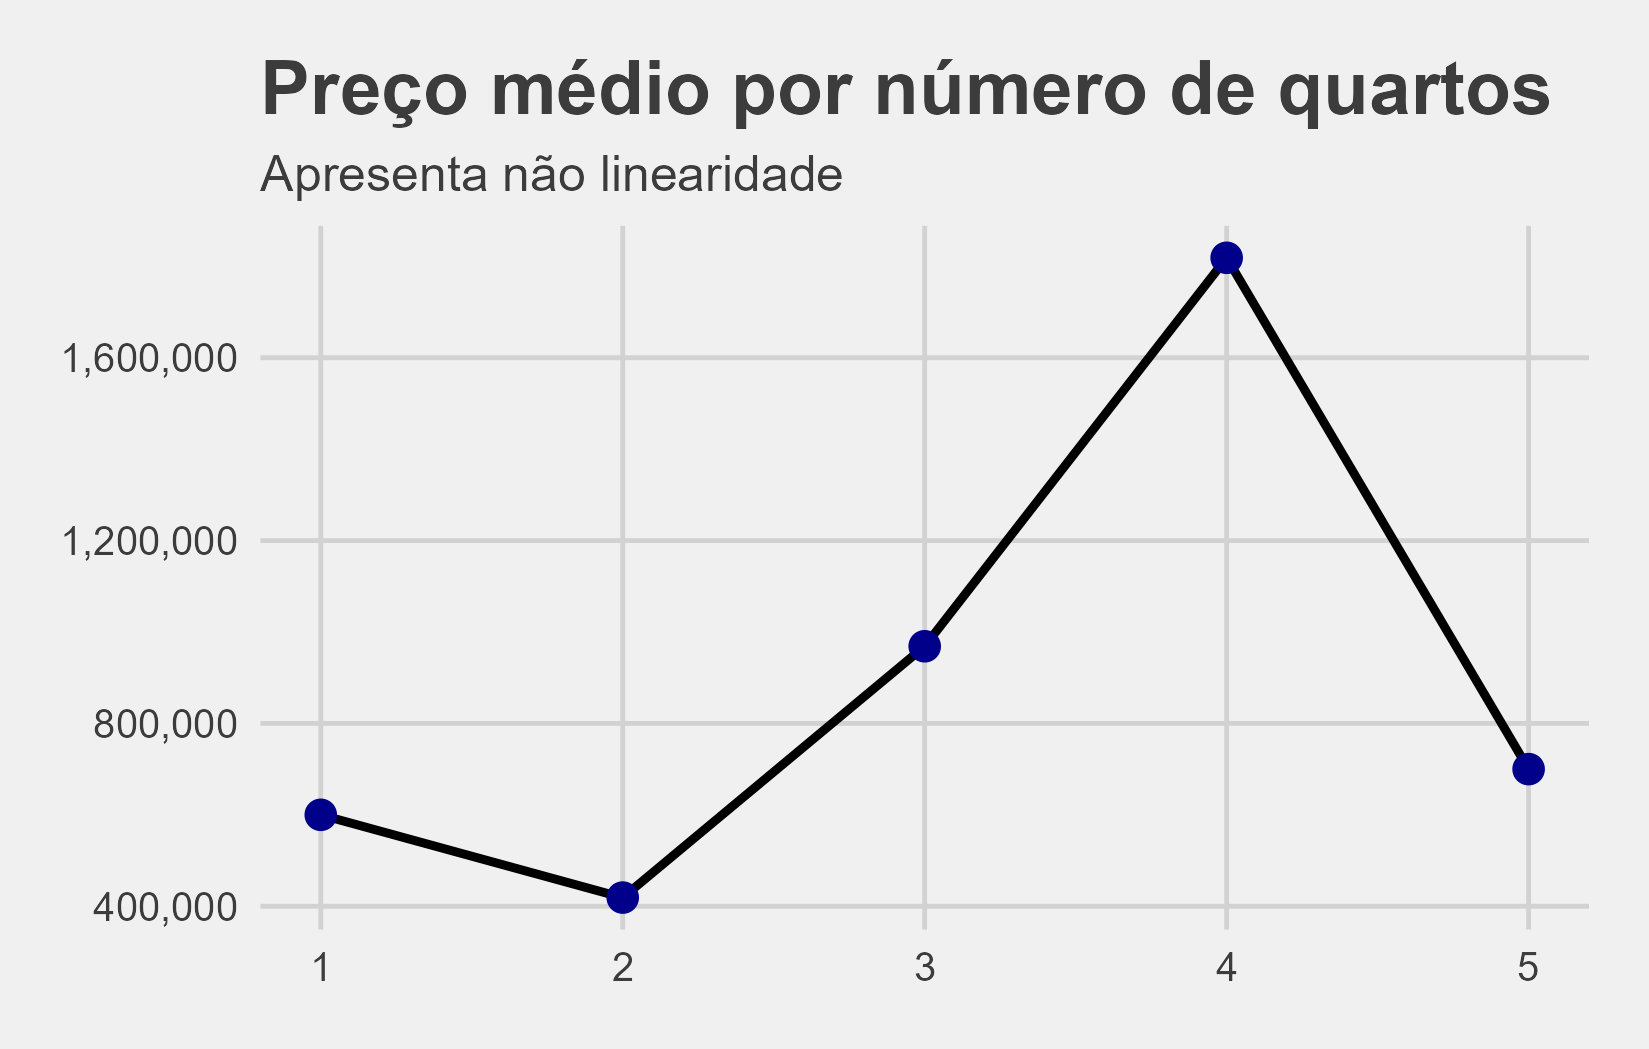 Preço médio por número de quartos
Apresenta não linearidade
1,600,000
1,200,000
800,000
400,000
1 2 3 4 5